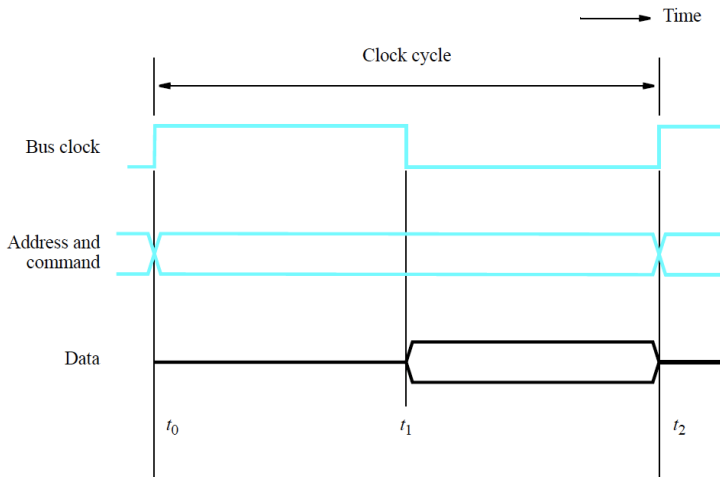 Time
Clock cycle
Bus clock
Address and
command
Data
t0
t1
t2